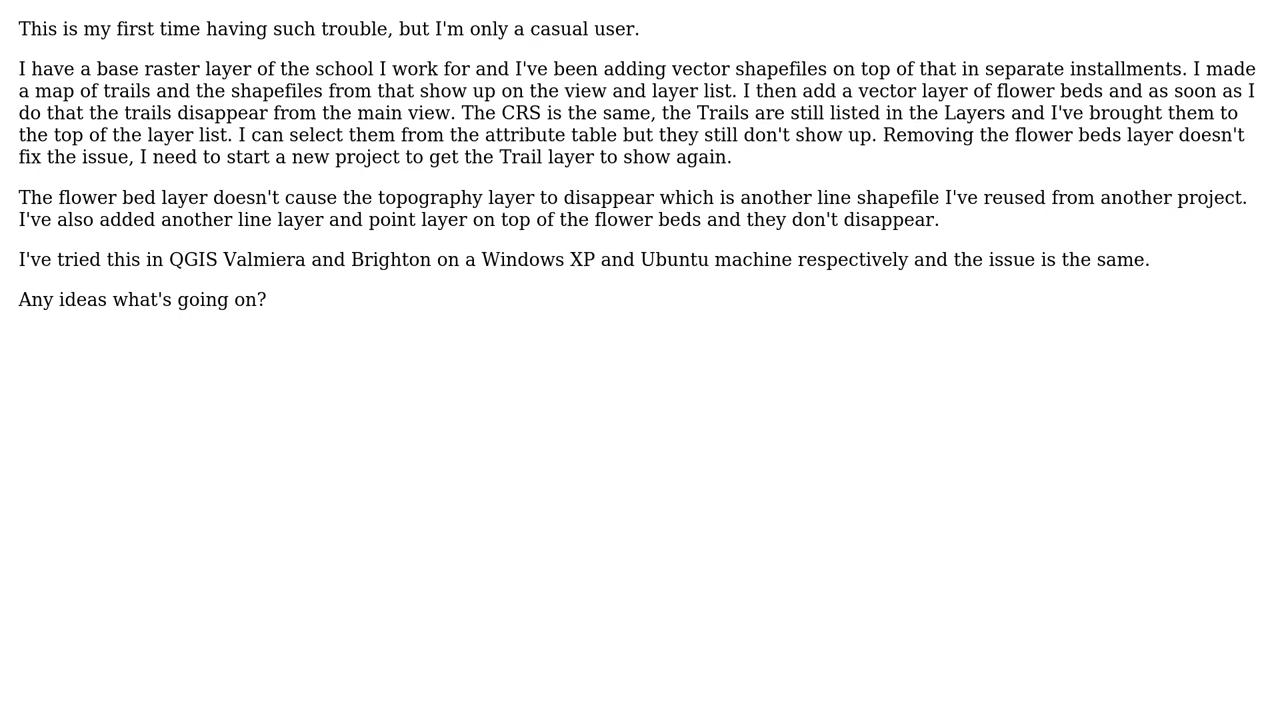 This is my first time having such trouble, but I'm only a casual user.
I have a base raster layer of the school I work for and I've been adding vector shapefiles on top of that in separate installments. I made
a map of trails and the shapefiles from that show up on the view and layer list. I then add a vector layer of flower beds and as soon as I
do that the trails disappear from the main view. The CRS is the same, the Trails are still listed in the Layers and I've brought them to
the top of the layer list. I can select them from the attribute table but they still don't show up. Removing the flower beds layer doesn't
fix the issue, I need to start a new project to get the Trail layer to show again.
The flower bed layer doesn't cause the topography layer to disappear which is another line shapefile I've reused from another project.
I've also added another line layer and point layer on top of the flower beds and they don't disappear.
I've tried this in QGIS Valmiera and Brighton on a Windows XP and Ubuntu machine respectively and the issue is the same.
Any ideas what's going on?